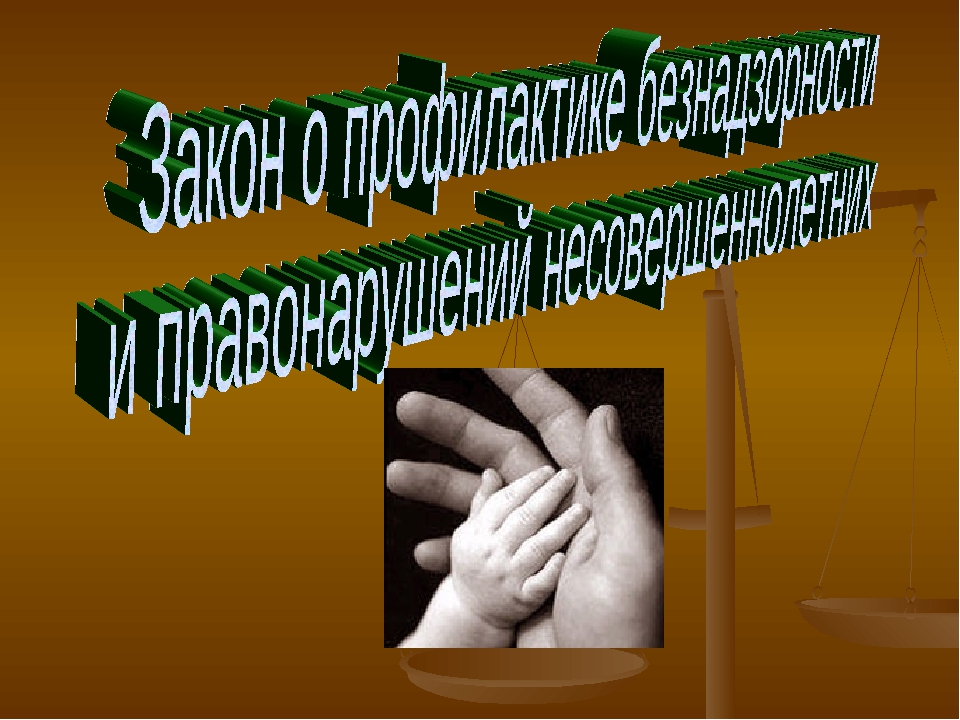 Закон о профилактике безнадзорности
и правонарушений несовершеннолетних